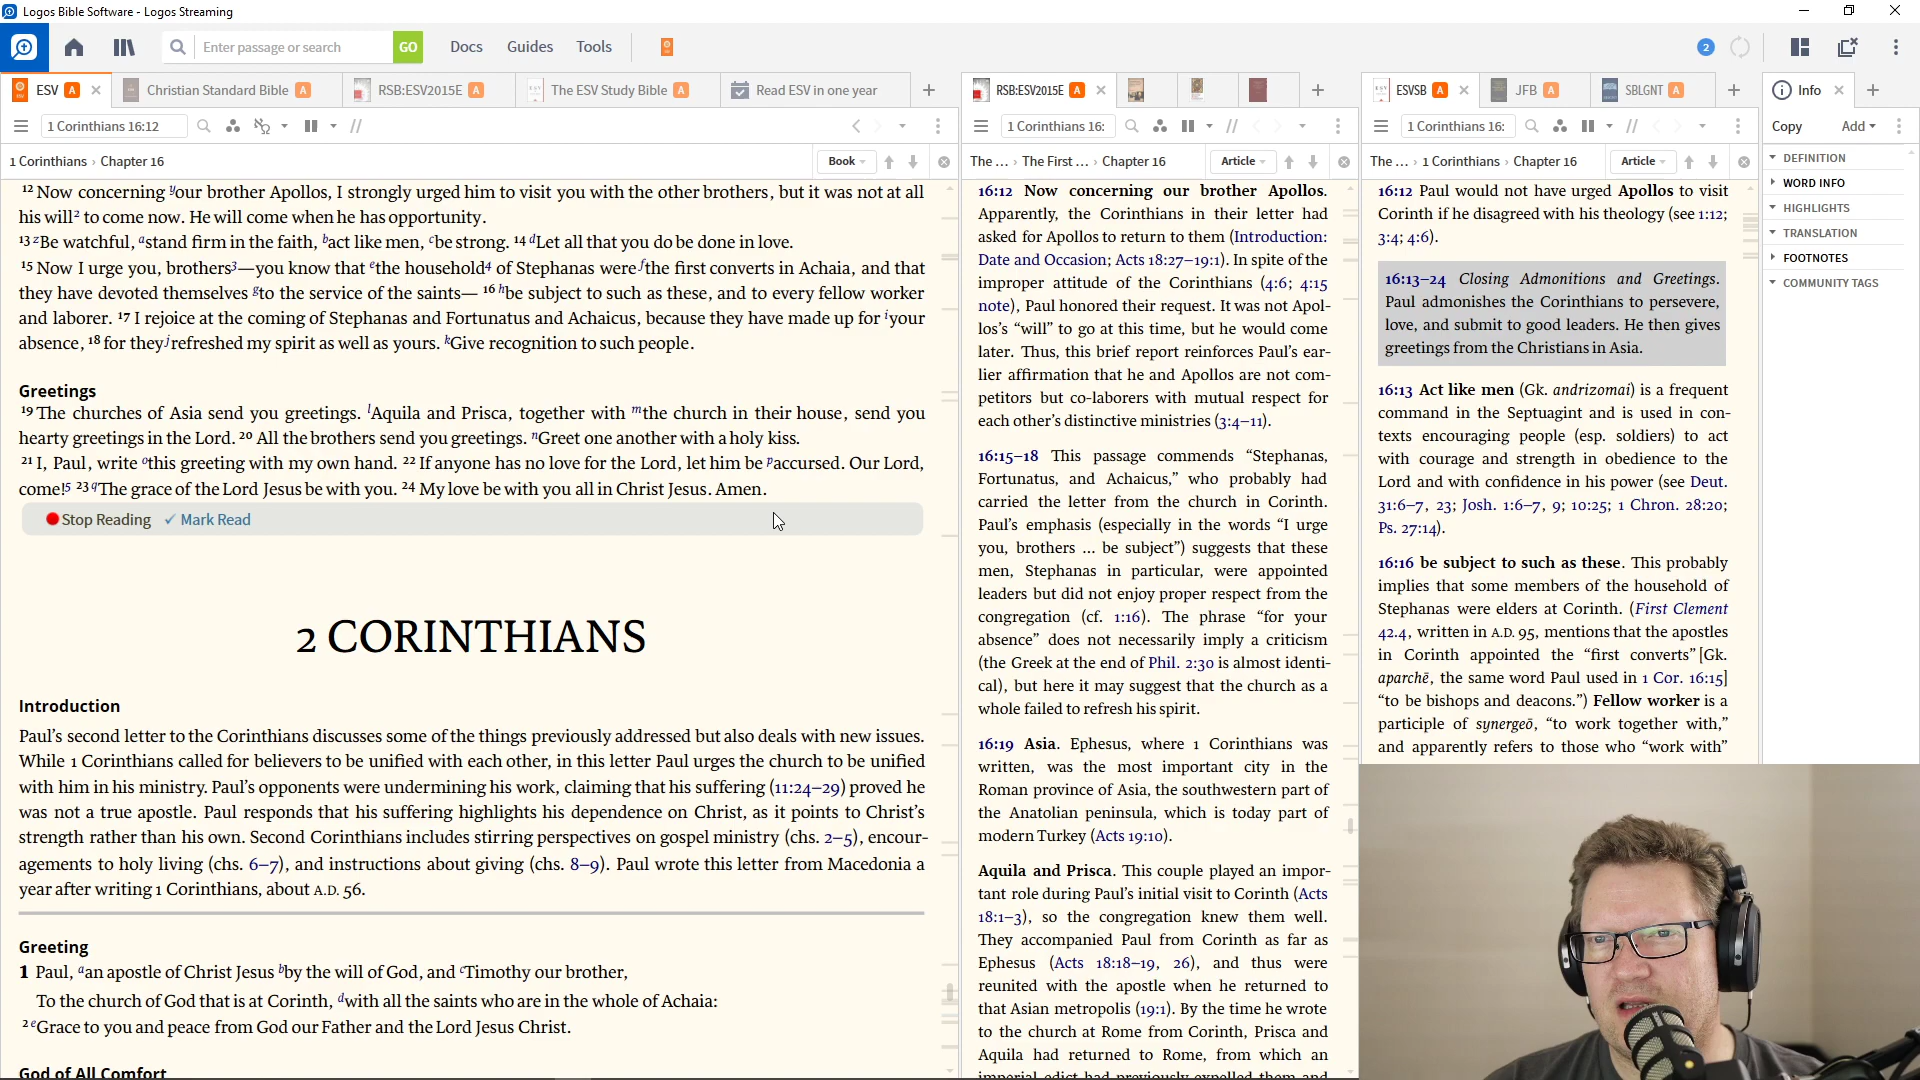 Logos Bible Software - Logos Streaming
Enter passage or search
GO
Docs
Guides
Tools
2
ESV A
Christian Standard Bible A
RSB:ESV2015E A
The ESV Study Bible A
Read ESV in one year
RSB:ESV2015E A
ESVSB A
JFB A
SBLGNT A
Info
1 Corinthians 16:12
1 Corinthians 16:
1 Corinthians 16:
Copy
Add
1 Corinthians › Chapter 16
Book
The ... › The First ... › Chapter 16
Article
The ... › 1 Corinthians › Chapter 16
Article
12 Now concerning your brother Apollos, I strongly urged him to visit you with the other brothers, but it was not at all
his will2 to come now. He will come when he has opportunity.
13 zBe watchful, astand firm in the faith, bact like men, cbe strong. 14 dLet all that you do be done in love.
15 Now I urge you, brothers3—you know that ethe household4 of Stephanas were fthe first converts in Achaia, and that
they have devoted themselves gto the service of the saints— 16 hbe subject to such as these, and to every fellow worker
and laborer. 17 I rejoice at the coming of Stephanas and Fortunatus and Achaicus, because they have made up for iyour
absence, 18 for they jrefreshed my spirit as well as yours. kGive recognition to such people.
Greetings
19 The churches of Asia send you greetings. lAquila and Prisca, together with mthe church in their house, send you
hearty greetings in the Lord. 20 All the brothers send you greetings. nGreet one another with a holy kiss.
21 I, Paul, write othis greeting with my own hand. 22 If anyone has no love for the Lord, let him be paccursed. Our Lord,
come!5 23 qThe grace of the Lord Jesus be with you. 24 My love be with you all in Christ Jesus. Amen.
Stop Reading ✓ Mark Read
2 CORINTHIANS
Introduction
Paul's second letter to the Corinthians discusses some of the things previously addressed but also deals with new issues.
While 1 Corinthians called for believers to be unified with each other, in this letter Paul urges the church to be unified
with him in his ministry. Paul's opponents were undermining his work, claiming that his suffering (11:24–29) proved he
was not a true apostle. Paul responds that his suffering highlights his dependence on Christ, as it points to Christ's
strength rather than his own. Second Corinthians includes stirring perspectives on gospel ministry (chs. 2–5), encour-
agements to holy living (chs. 6–7), and instructions about giving (chs. 8–9). Paul wrote this letter from Macedonia a
year after writing 1 Corinthians, about A.D. 56.
Greeting
1 Paul, aan apostle of Christ Jesus bby the will of God, and cTimothy our brother,
To the church of God that is at Corinth, dwith all the saints who are in the whole of Achaia:
2 eGrace to you and peace from God our Father and the Lord Jesus Christ.
God of All Comfort
16:12 Now concerning our brother Apollos.
Apparently, the Corinthians in their letter had
asked for Apollos to return to them (Introduction:
Date and Occasion; Acts 18:27–19:1). In spite of the
improper attitude of the Corinthians (4:6; 4:15
note), Paul honored their request. It was not Apol-
los's “will” to go at this time, but he would come
later. Thus, this brief report reinforces Paul's ear-
lier affirmation that he and Apollos are not com-
petitors but co-laborers with mutual respect for
each other's distinctive ministries (3:4–11).
16:15–18 This passage commends “Stephanas,
Fortunatus, and Achaicus,” who probably had
carried the letter from the church in Corinth.
Paul's emphasis (especially in the words “I urge
you, brothers ... be subject”) suggests that these
men, Stephanas in particular, were appointed
leaders but did not enjoy proper respect from the
congregation (cf. 1:16). The phrase “for your
absence” does not necessarily imply a criticism
(the Greek at the end of Phil. 2:30 is almost identi-
cal), but here it may suggest that the church as a
whole failed to refresh his spirit.
16:19 Asia. Ephesus, where 1 Corinthians was
written, was the most important city in the
Roman province of Asia, the southwestern part of
the Anatolian peninsula, which is today part of
modern Turkey (Acts 19:10).
Aquila and Prisca. This couple played an impor-
tant role during Paul's initial visit to Corinth (Acts
18:1–3), so the congregation knew them well.
They accompanied Paul from Corinth as far as
Ephesus (Acts 18:18–19, 26), and thus were
reunited with the apostle when he returned to
that Asian metropolis (19:1). By the time he wrote
to the church at Rome from Corinth, Prisca and
Aquila had returned to Rome, from which an
imperial edict had previously expelled them and
16:12 Paul would not have urged Apollos to visit
Corinth if he disagreed with his theology (see 1:12;
3:4; 4:6).
16:13–24 Closing Admonitions and Greetings.
Paul admonishes the Corinthians to persevere,
love, and submit to good leaders. He then gives
greetings from the Christians in Asia.
16:13 Act like men (Gk. andrizomai) is a frequent
command in the Septuagint and is used in con-
texts encouraging people (esp. soldiers) to act
with courage and strength in obedience to the
Lord and with confidence in his power (see Deut.
31:6–7, 23; Josh. 1:6–7, 9; 10:25; 1 Chron. 28:20;
Ps. 27:14).
16:16 be subject to such as these. This probably
implies that some members of the household of
Stephanas were elders at Corinth. (First Clement
42.4, written in A.D. 95, mentions that the apostles
in Corinth appointed the “first converts” [Gk.
aparchē, the same word Paul used in 1 Cor. 16:15]
“to be bishops and deacons.”) Fellow worker is a
participle of synergeō, “to work together with,”
and apparently refers to those who “work with”
DEFINITION
WORD INFO
HIGHLIGHTS
TRANSLATION
FOOTNOTES
COMMUNITY TAGS